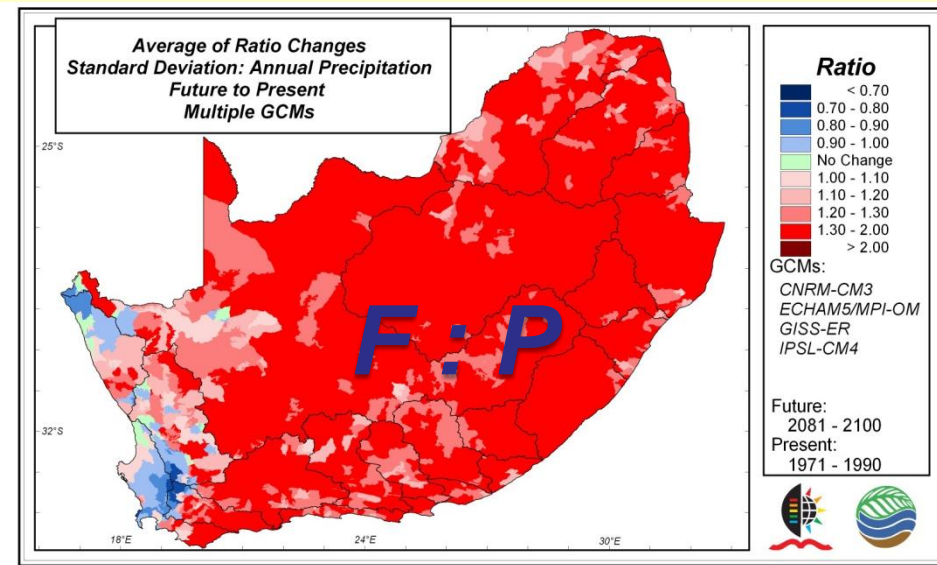 Average of Ratio Changes
Standard Deviation: Annual Precipitation
Future to Present
Multiple GCMs
25°S
32°S
18°E
24°E
30°E
F : P
Ratio
< 0.70
0.70 - 0.80
0.80 - 0.90
0.90 - 1.00
No Change
1.00 - 1.10
1.10 - 1.20
1.20 - 1.30
1.30 - 2.00
> 2.00
GCMs:
CNRM-CM3
ECHAM5/MPI-OM
GISS-ER
IPSL-CM4
Future:
2081 - 2100
Present:
1971 - 1990